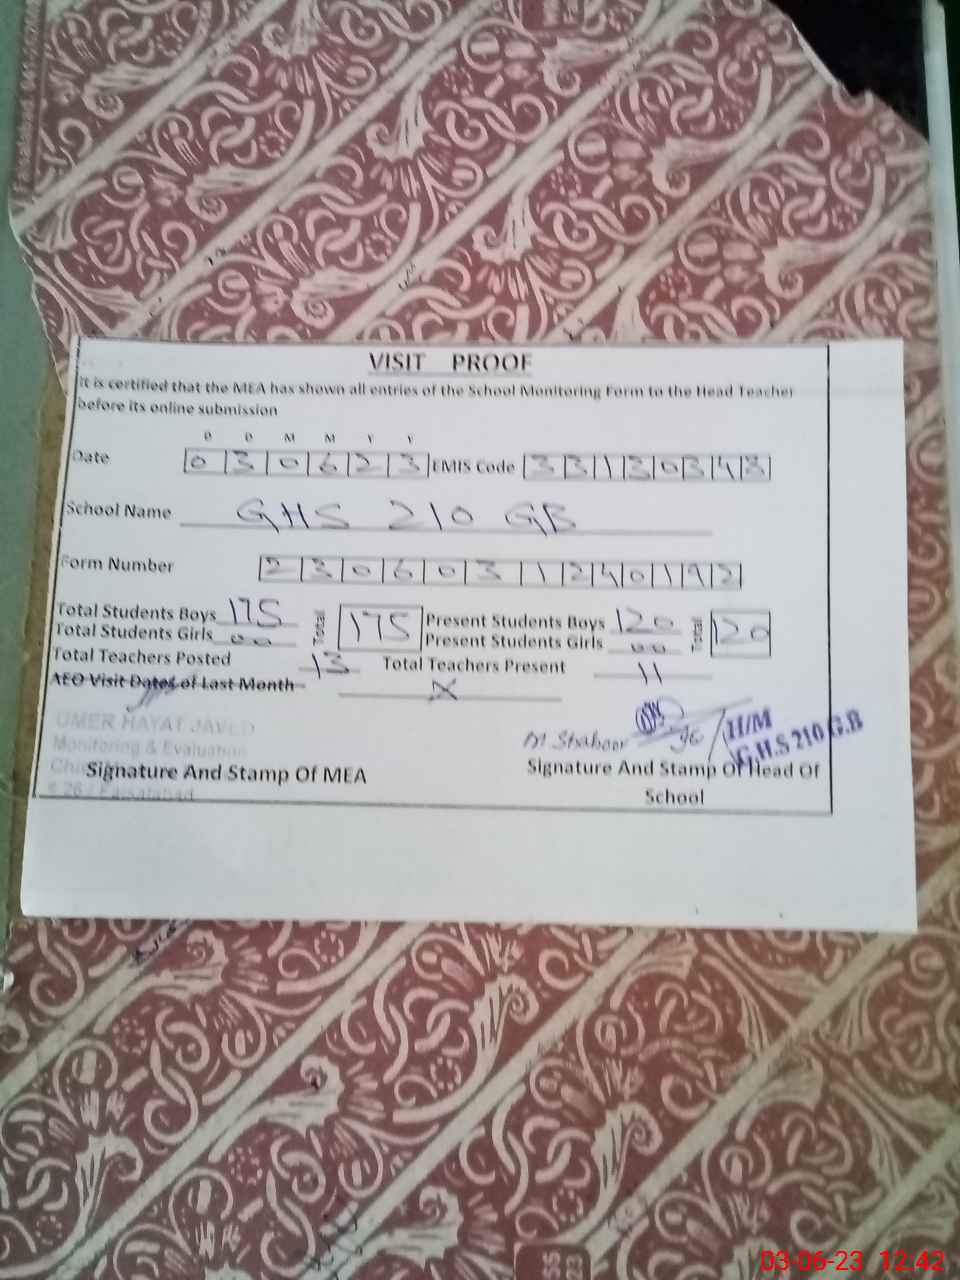 VISIT PROOF
It is certified that the MEA has shown all entries of the School Monitoring Form to the Head Teacher
before its online submission
D D M M Y Y
Date 0 3 0 6 2 3 EMIS Code 3 3 1 3 0 3 4 3
School Name GHS 210 GB
Form Number 2 3 0 6 0 3 1 2 4 0 1 9 2
Total Students Boys 175 Total 175 Present Students Boys 120 Total 120
Total Students Girls 00 Present Students Girls 00
Total Teachers Posted 13 Total Teachers Present 11
AEO Visit Dates of Last Month X
UMER HAYAT JAVED
Monitoring & Evaluation
H/M
G.H.S 210 G.B
Signature And Stamp Of MEA
Signature And Stamp Of Head Of
School
Faisalabad
03-06-23 12:42